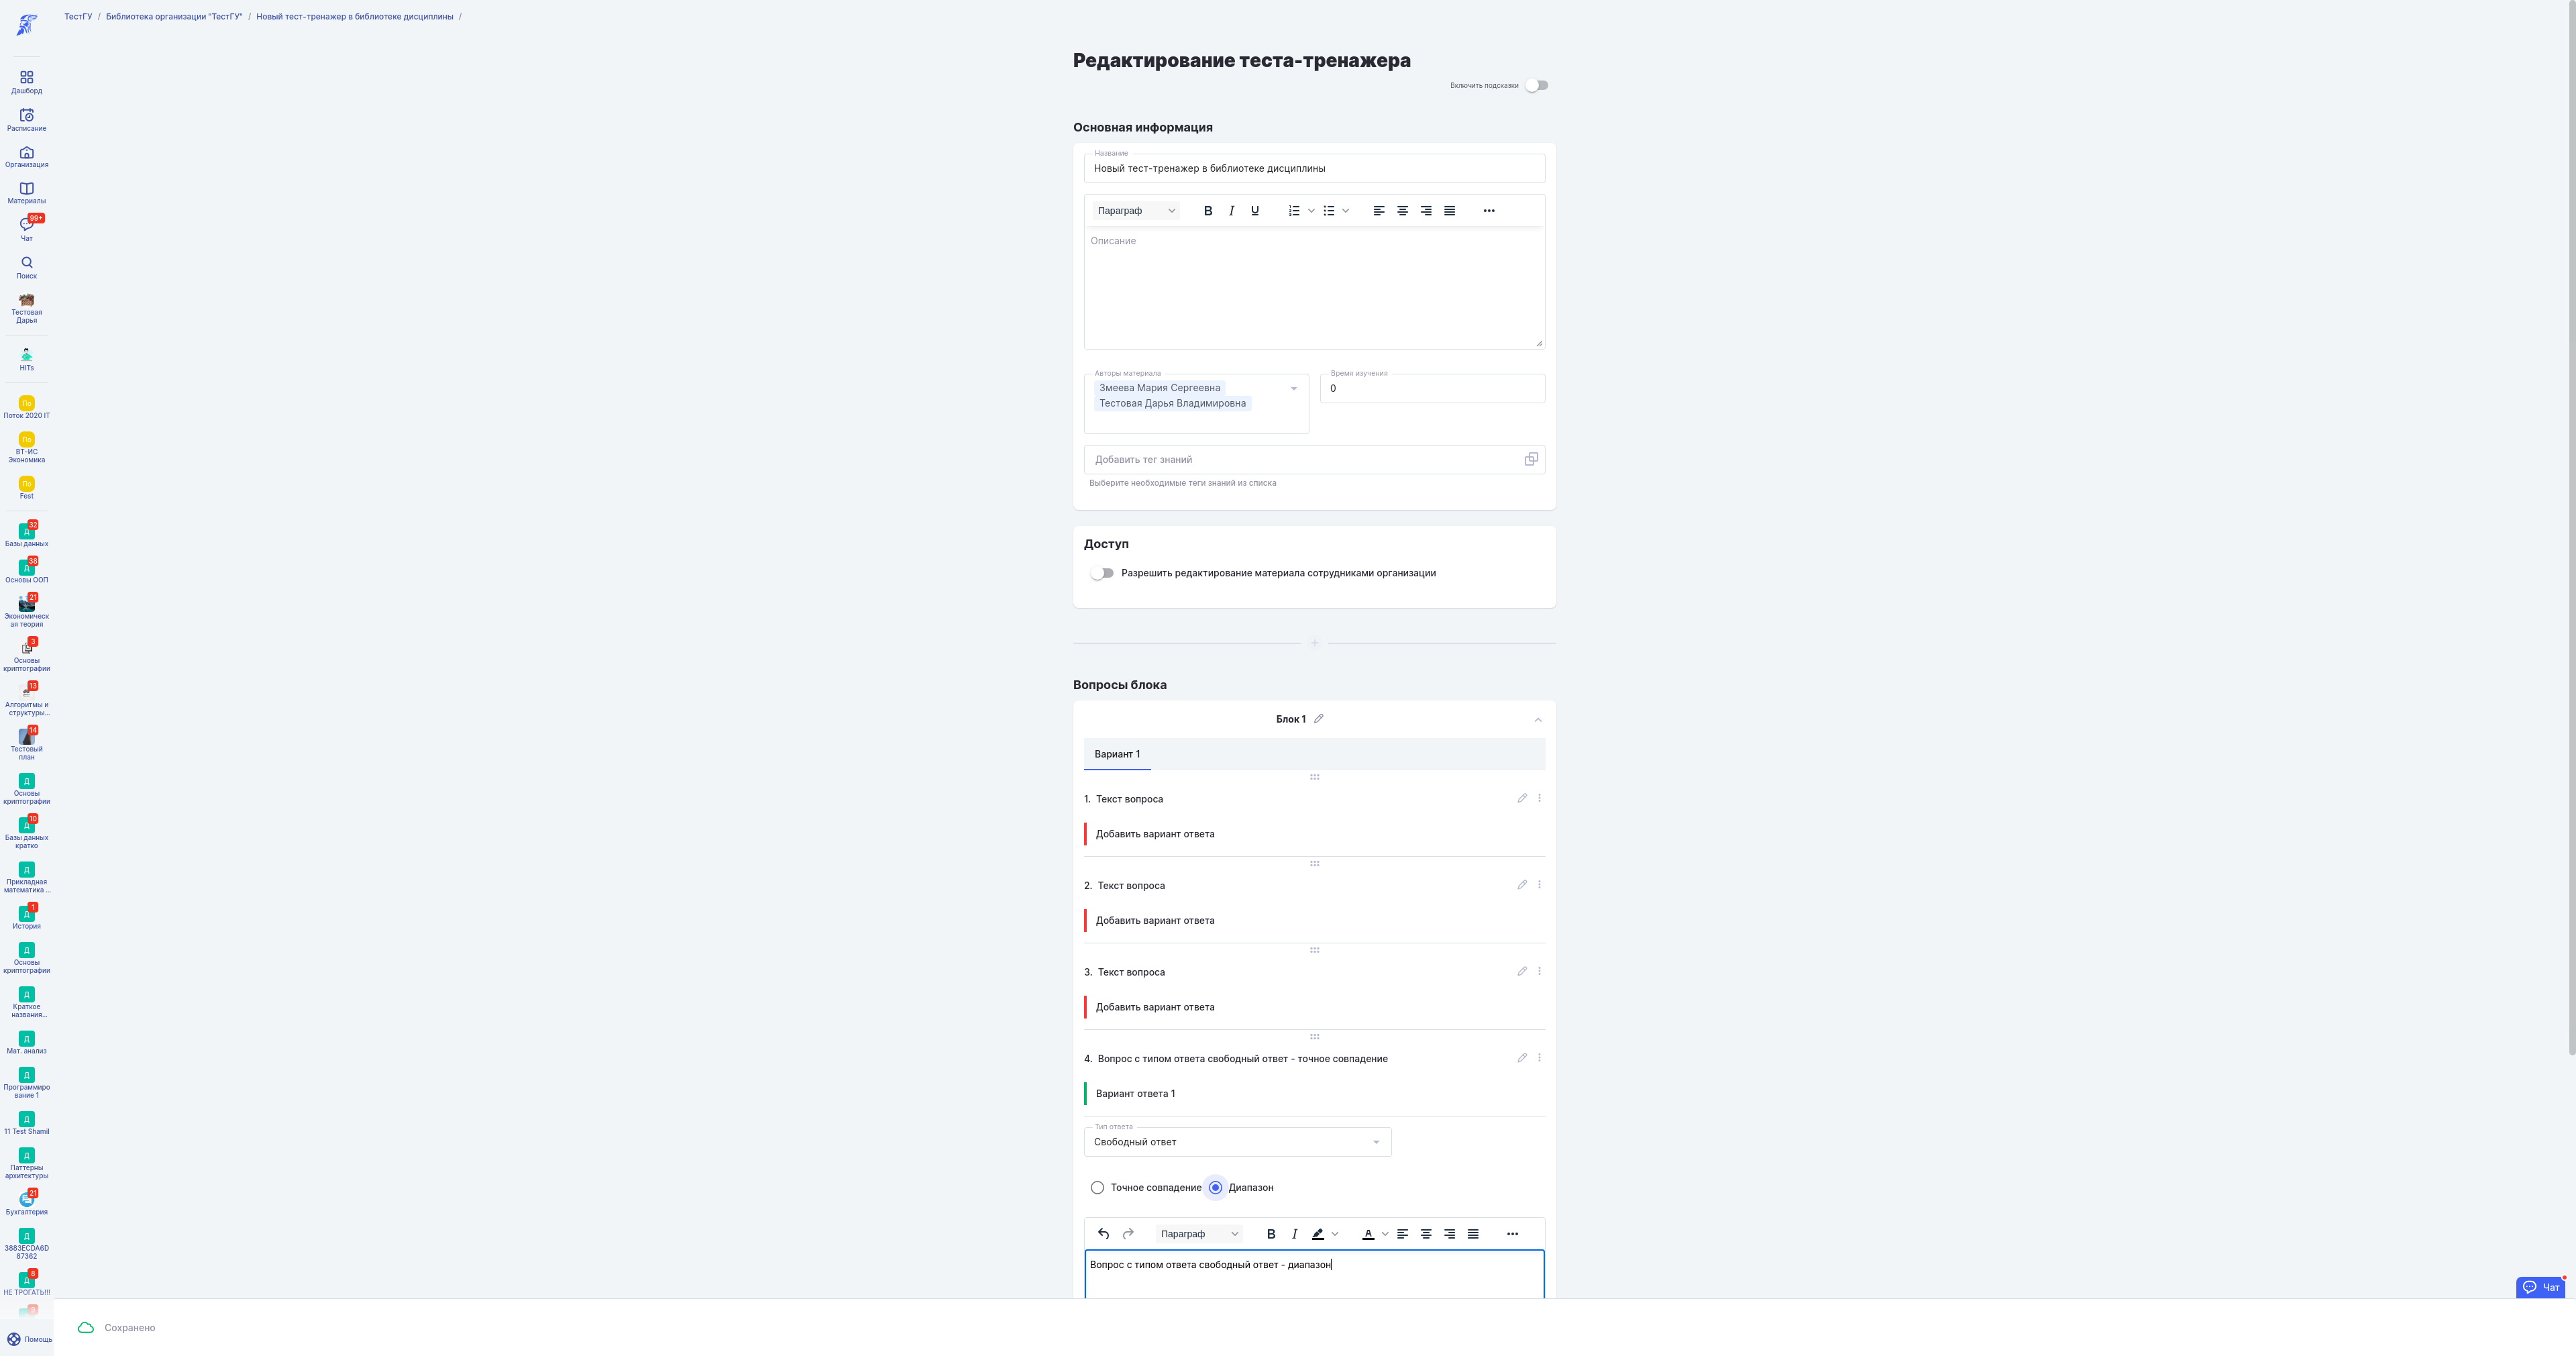 ТестГУ / Библиотека организации "ТестГУ" / Новый тест-тренажер в библиотеке дисциплины /
Дашборд
Расписание
Организация
Материалы
99+
Чат
Поиск
Тестовая
Дарья
HITs
По
Поток 2020 IT
По
ВТ-ИС
Экономика
По
Fest
32
Д
Базы данных
38
Д
Основы ООП
21
Экономическ
ая теория
3
Основы
криптографии
13
Алгоритмы и
структуры...
14
Тестовый
план
Д
Основы
криптографии
10
Д
Базы данных
кратко
Д
Прикладная
математика ...
1
Д
История
Д
Основы
криптографии
Д
Краткое
названия...
Д
Мат. анализ
Д
Программиро
вание 1
Д
11 Test Shamil
Д
Паттерны
архитектуры
21
Бухгалтерия
Д
3883ECDA6D
87362
8
Д
НЕ ТРОГАТЬ!!!
Помощь
Редактирование теста-тренажера
Включить подсказки
Основная информация
Название
Новый тест-тренажер в библиотеке дисциплины
Параграф
Описание
Авторы материала
Змеева Мария Сергеевна
Тестовая Дарья Владимировна
Время изучения
0
Добавить тег знаний
Выберите необходимые теги знаний из списка
Доступ
Разрешить редактирование материала сотрудниками организации
Вопросы блока
Блок 1
Вариант 1
1. Текст вопроса
Добавить вариант ответа
2. Текст вопроса
Добавить вариант ответа
3. Текст вопроса
Добавить вариант ответа
4. Вопрос с типом ответа свободный ответ - точное совпадение
Вариант ответа 1
Тип ответа
Свободный ответ
Точное совпадение Диапазон
Параграф
Вопрос с типом ответа свободный ответ - диапазон
Чат
Сохранено